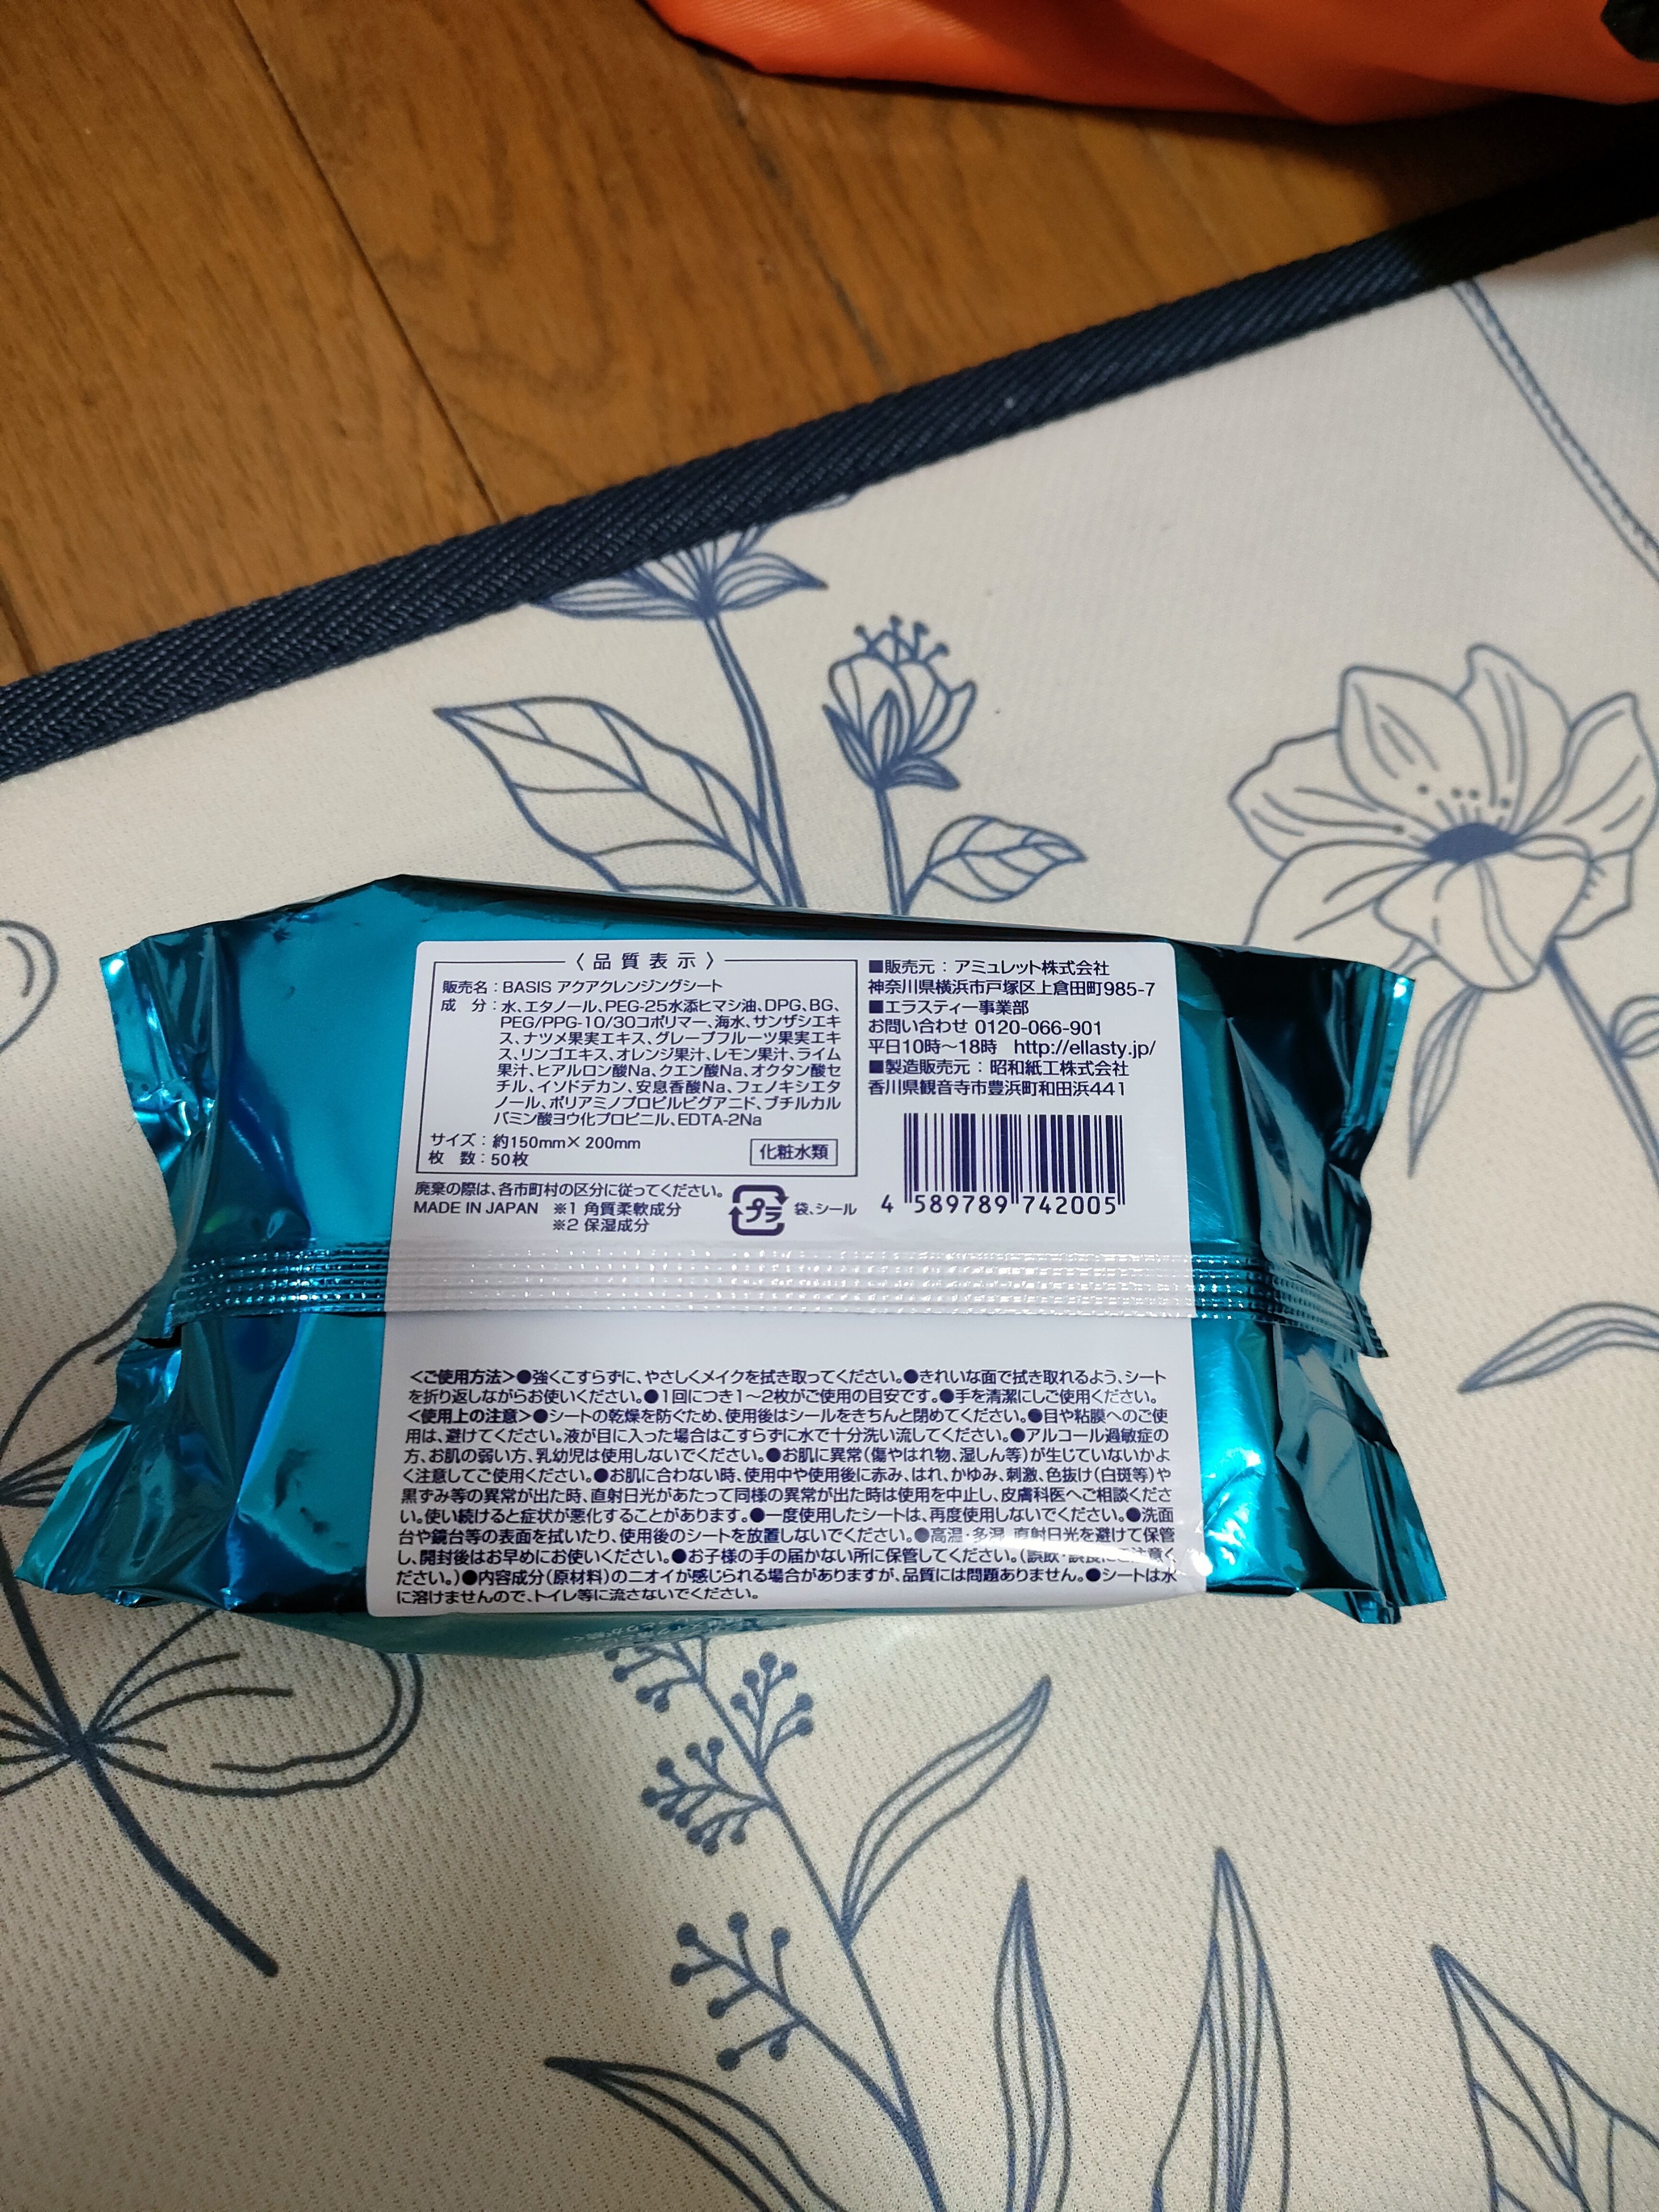 〈品質表示〉
販売名：BASIS アクアクレンジングシート
成　分：水、エタノール、PEG-25水添ヒマシ油、DPG、BG、
PEG/PPG-10/30コポリマー、海水、サンザシエキ
ス、ナツメ果実エキス、グレープフルーツ果実エキ
ス、リンゴエキス、オレンジ果汁、レモン果汁、ライム
果汁、ヒアルロン酸Na、クエン酸Na、オクタン酸セ
チル、イソドデカン、安息香酸Na、フェノキシエタ
ノール、ポリアミノプロピルビグアニド、ブチルカル
バミン酸ヨウ化プロピニル、EDTA-2Na
サイズ：約150mm×200mm
枚　数：50枚
化粧水類
廃棄の際は、各市町村の区分に従ってください。
MADE IN JAPAN ※1 角質柔軟成分
※2 保湿成分
プラ
袋、シール
■販売元：アミュレット株式会社
神奈川県横浜市戸塚区上倉田町985-7
■エラスティー事業部
お問い合わせ 0120-066-901
平日10時～18時 http://ellasty.jp/
■製造販売元：昭和紙工株式会社
香川県観音寺市豊浜町和田浜441
4 589789 742005
＜ご使用方法＞●強くこすらずに、やさしくメイクを拭き取ってください。●きれいな面で拭き取れるよう、シート
を折り返しながらお使いください。●1回につき1～2枚がご使用の目安です。●手を清潔にしご使用ください。
＜使用上の注意＞●シートの乾燥を防ぐため、使用後はシールをきちんと閉めてください。●目や粘膜へのご使
用は、避けてください。液が目に入った場合はこすらずに水で十分洗い流してください。●アルコール過敏症の
方、お肌の弱い方、乳幼児は使用しないでください。●お肌に異常（傷やはれ物、湿しん等）が生じていないかよ
く注意してご使用ください。●お肌に合わない時、使用中や使用後に赤み、はれ、かゆみ、刺激、色抜け（白斑等）や
黒ずみ等の異常が出た時、直射日光があたって同様の異常が出た時は使用を中止し、皮膚科医へご相談くださ
い。使い続けると症状が悪化することがあります。●一度使用したシートは、再度使用しないでください。●洗面
台や鏡台等の表面を拭いたり、使用後のシートを放置しないでください。●高温・多湿、直射日光を避けて保管
し、開封後はお早めにお使いください。●お子様の手の届かない所に保管してください。（誤飲・誤食にご注意く
ださい。）●内容成分（原材料）のニオイが感じられる場合がありますが、品質には問題ありません。●シートは水
に溶けませんので、トイレ等に流さないでください。